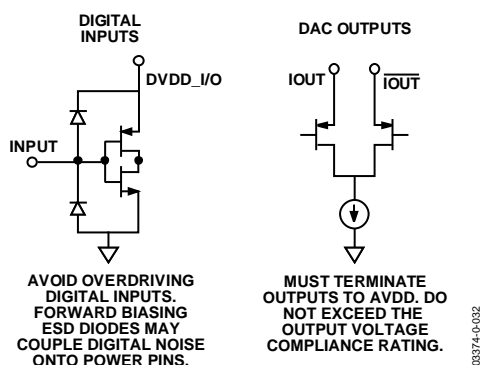 DIGITAL
INPUTS
DVDD_I/O
INPUT
AVOID OVERDRIVING
DIGITAL INPUTS.
FORWARD BIASING
ESD DIODES MAY
COUPLE DIGITAL NOISE
ONTO POWER PINS.
DAC OUTPUTS
IOUT
IOUT
MUST TERMINATE
OUTPUTS TO AVDD. DO
NOT EXCEED THE
OUTPUT VOLTAGE
COMPLIANCE RATING.
03374-0-032